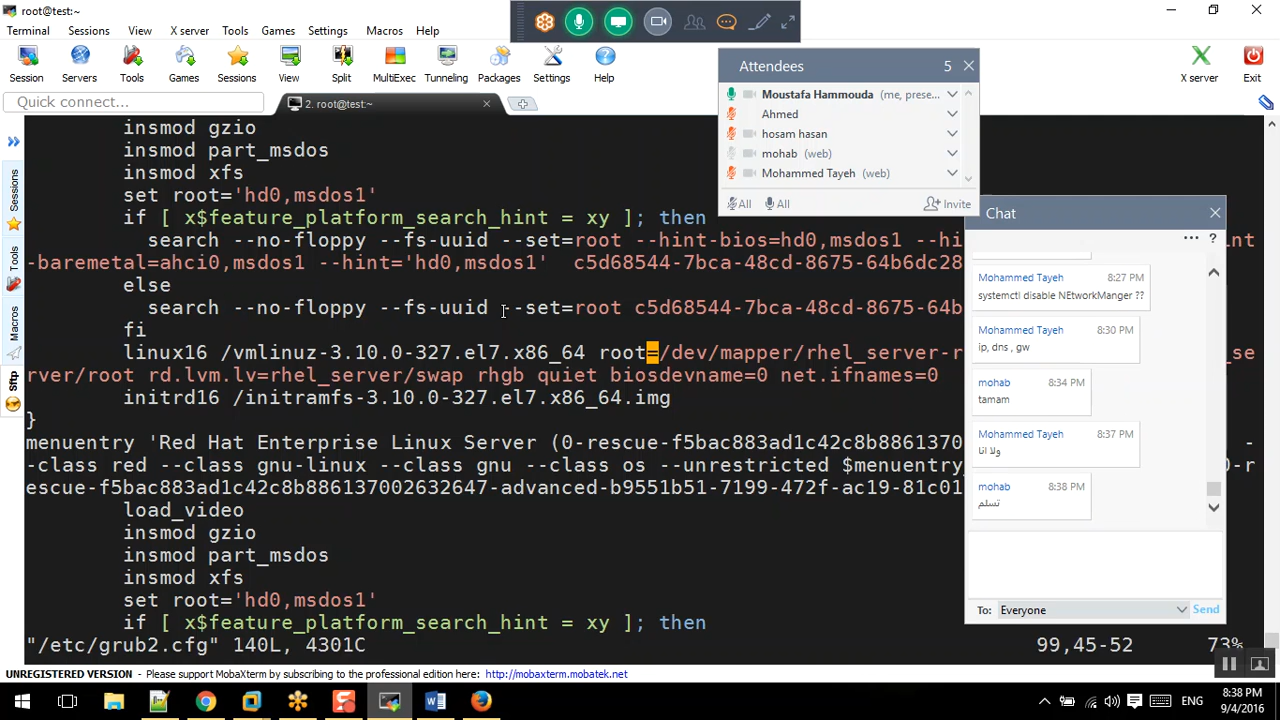 root@test:~
Terminal Sessions View X server Tools Games Settings Macros Help
Session Servers Tools Games Sessions View Split MultiExec Tunneling Packages Settings Help X server Exit
Quick connect...
2. root@test:~
Attendees 5
Moustafa Hammouda (me, prese...
Ahmed
hosam hasan
mohab (web)
Mohammed Tayeh (web)
All All Invite
Sessions
Tools
Macros
Sftp
insmod gzio
insmod part_msdos
insmod xfs
set root='hd0,msdos1'
if [ x$feature_platform_search_hint = xy ]; then
search --no-floppy --fs-uuid --set=root --hint-bios=hd0,msdos1 --hi nt
-baremetal=ahci0,msdos1 --hint='hd0,msdos1' c5d68544-7bca-48cd-8675-64b6dc28
else
search --no-floppy --fs-uuid --set=root c5d68544-7bca-48cd-8675-64b
fi
linux16 /vmlinuz-3.10.0-327.el7.x86_64 root=/dev/mapper/rhel_server-r _se
rver/root rd.lvm.lv=rhel_server/swap rhgb quiet biosdevname=0 net.ifnames=0
initrd16 /initramfs-3.10.0-327.el7.x86_64.img
}
menuentry 'Red Hat Enterprise Linux Server (0-rescue-f5bac883ad1c42c8b8861370 -
-class red --class gnu-linux --class gnu --class os --unrestricted $menuentry_ 0-r
escue-f5bac883ad1c42c8b886137002632647-advanced-b9551b51-7199-472f-ac19-81c01
load_video
insmod gzio
insmod part_msdos
insmod xfs
set root='hd0,msdos1'
if [ x$feature_platform_search_hint = xy ]; then
"/etc/grub2.cfg" 140L, 4301C 99,45-52 73%
Chat
Mohammed Tayeh 8:27 PM
systemctl disable NEtworkManger ??
Mohammed Tayeh 8:30 PM
ip, dns , gw
mohab 8:34 PM
tamam
Mohammed Tayeh 8:37 PM
ولا انا
mohab 8:38 PM
تسلم
To: Everyone Send
UNREGISTERED VERSION - Please support MobaXterm by subscribing to the professional edition here: http://mobaxterm.mobatek.net
ENG
8:38 PM
9/4/2016